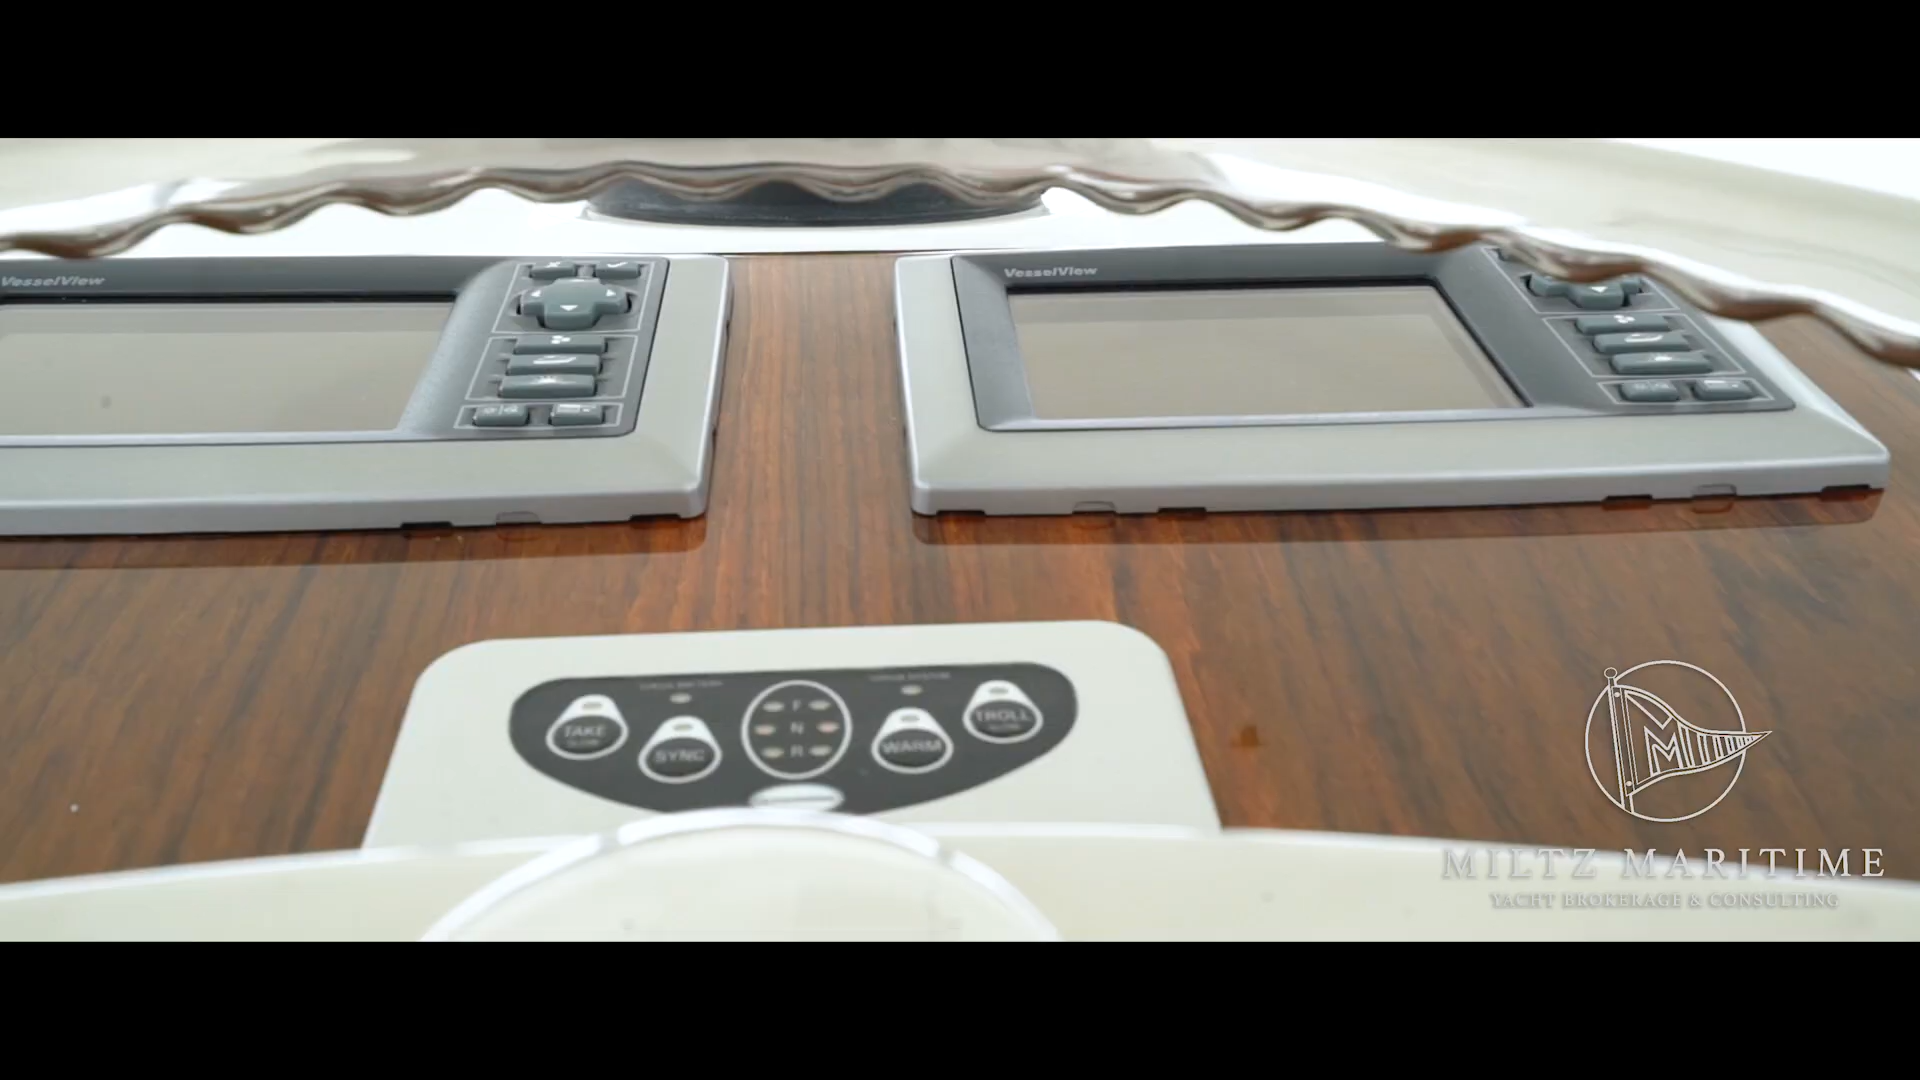 VesselView
VesselView
TAKE
SYNC
F
N
R
WARM
TROLL
M
MILTZ MARITIME
YACHT BROKERAGE & CONSULTING